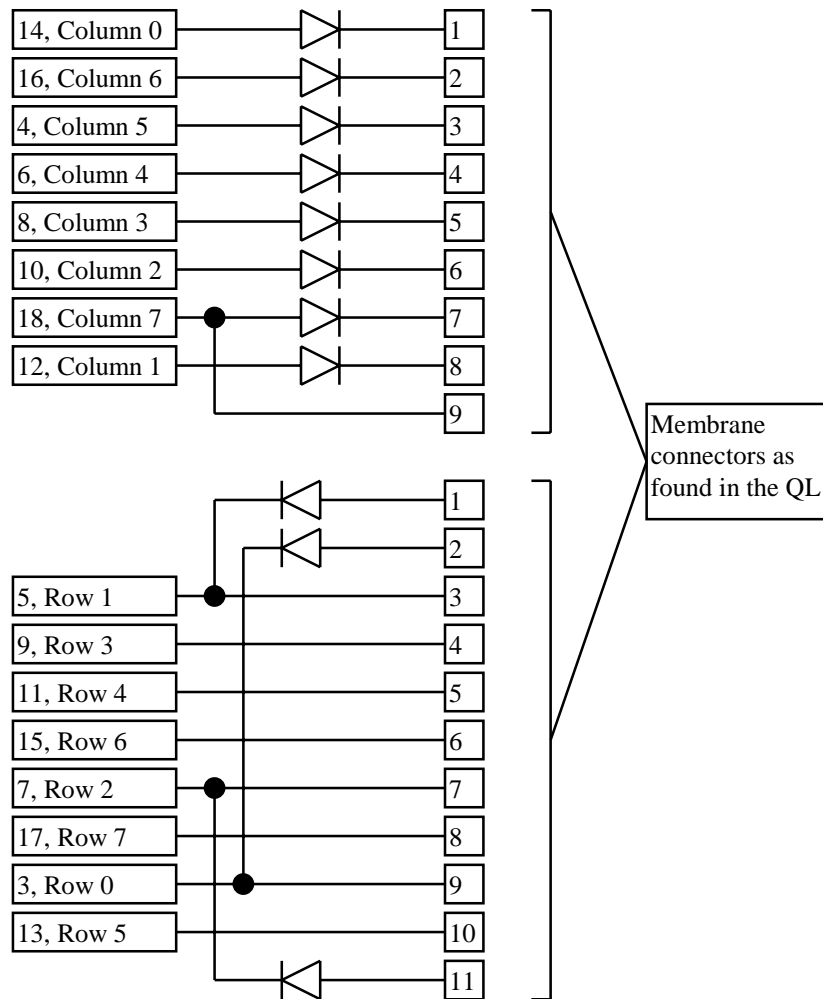 14, Column 0 1
16, Column 6 2
4, Column 5 3
6, Column 4 4
8, Column 3 5
10, Column 2 6
18, Column 7 7
12, Column 1 8
9
Membrane
connectors as
found in the QL
1
2
5, Row 1 3
9, Row 3 4
11, Row 4 5
15, Row 6 6
7, Row 2 7
17, Row 7 8
3, Row 0 9
13, Row 5 10
11